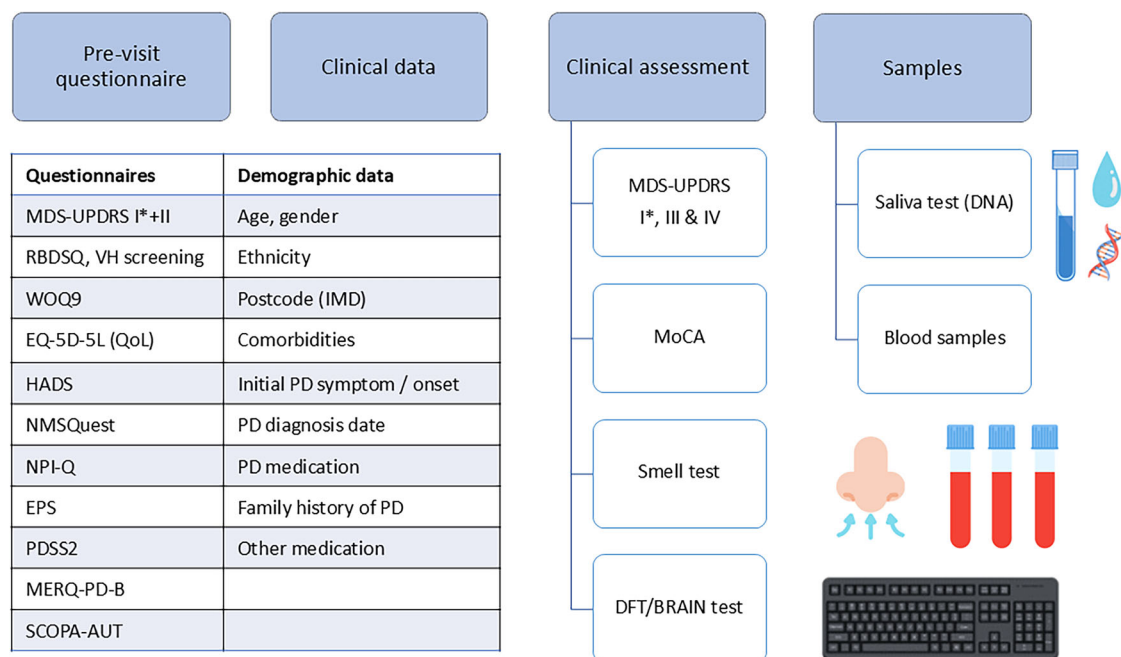 Pre-visit
questionnaire
Clinical data
Clinical assessment
Samples
Questionnaires
Demographic data
MDS-UPDRS I*+II
Age, gender
RBDSQ, VH screening
Ethnicity
WOQ9
Postcode (IMD)
EQ-5D-5L (QoL)
Comorbidities
HADS
Initial PD symptom / onset
NMSQuest
PD diagnosis date
NPI-Q
PD medication
EPS
Family history of PD
PDSS2
Other medication
MERQ-PD-B
SCOPA-AUT
MDS-UPDRS
I*, III & IV
MoCA
Smell test
DFT/BRAIN test
Saliva test (DNA)
Blood samples